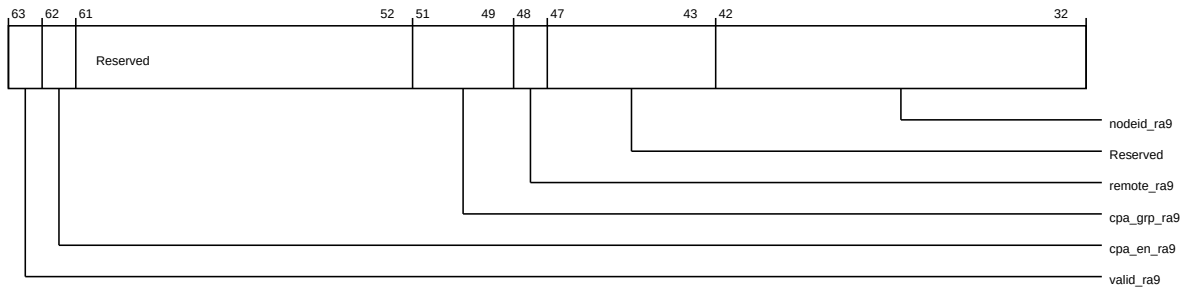 63 62 61 52 51 49 48 47 43 42 32
Reserved
nodeid_ra9
Reserved
remote_ra9
cpa_grp_ra9
cpa_en_ra9
valid_ra9